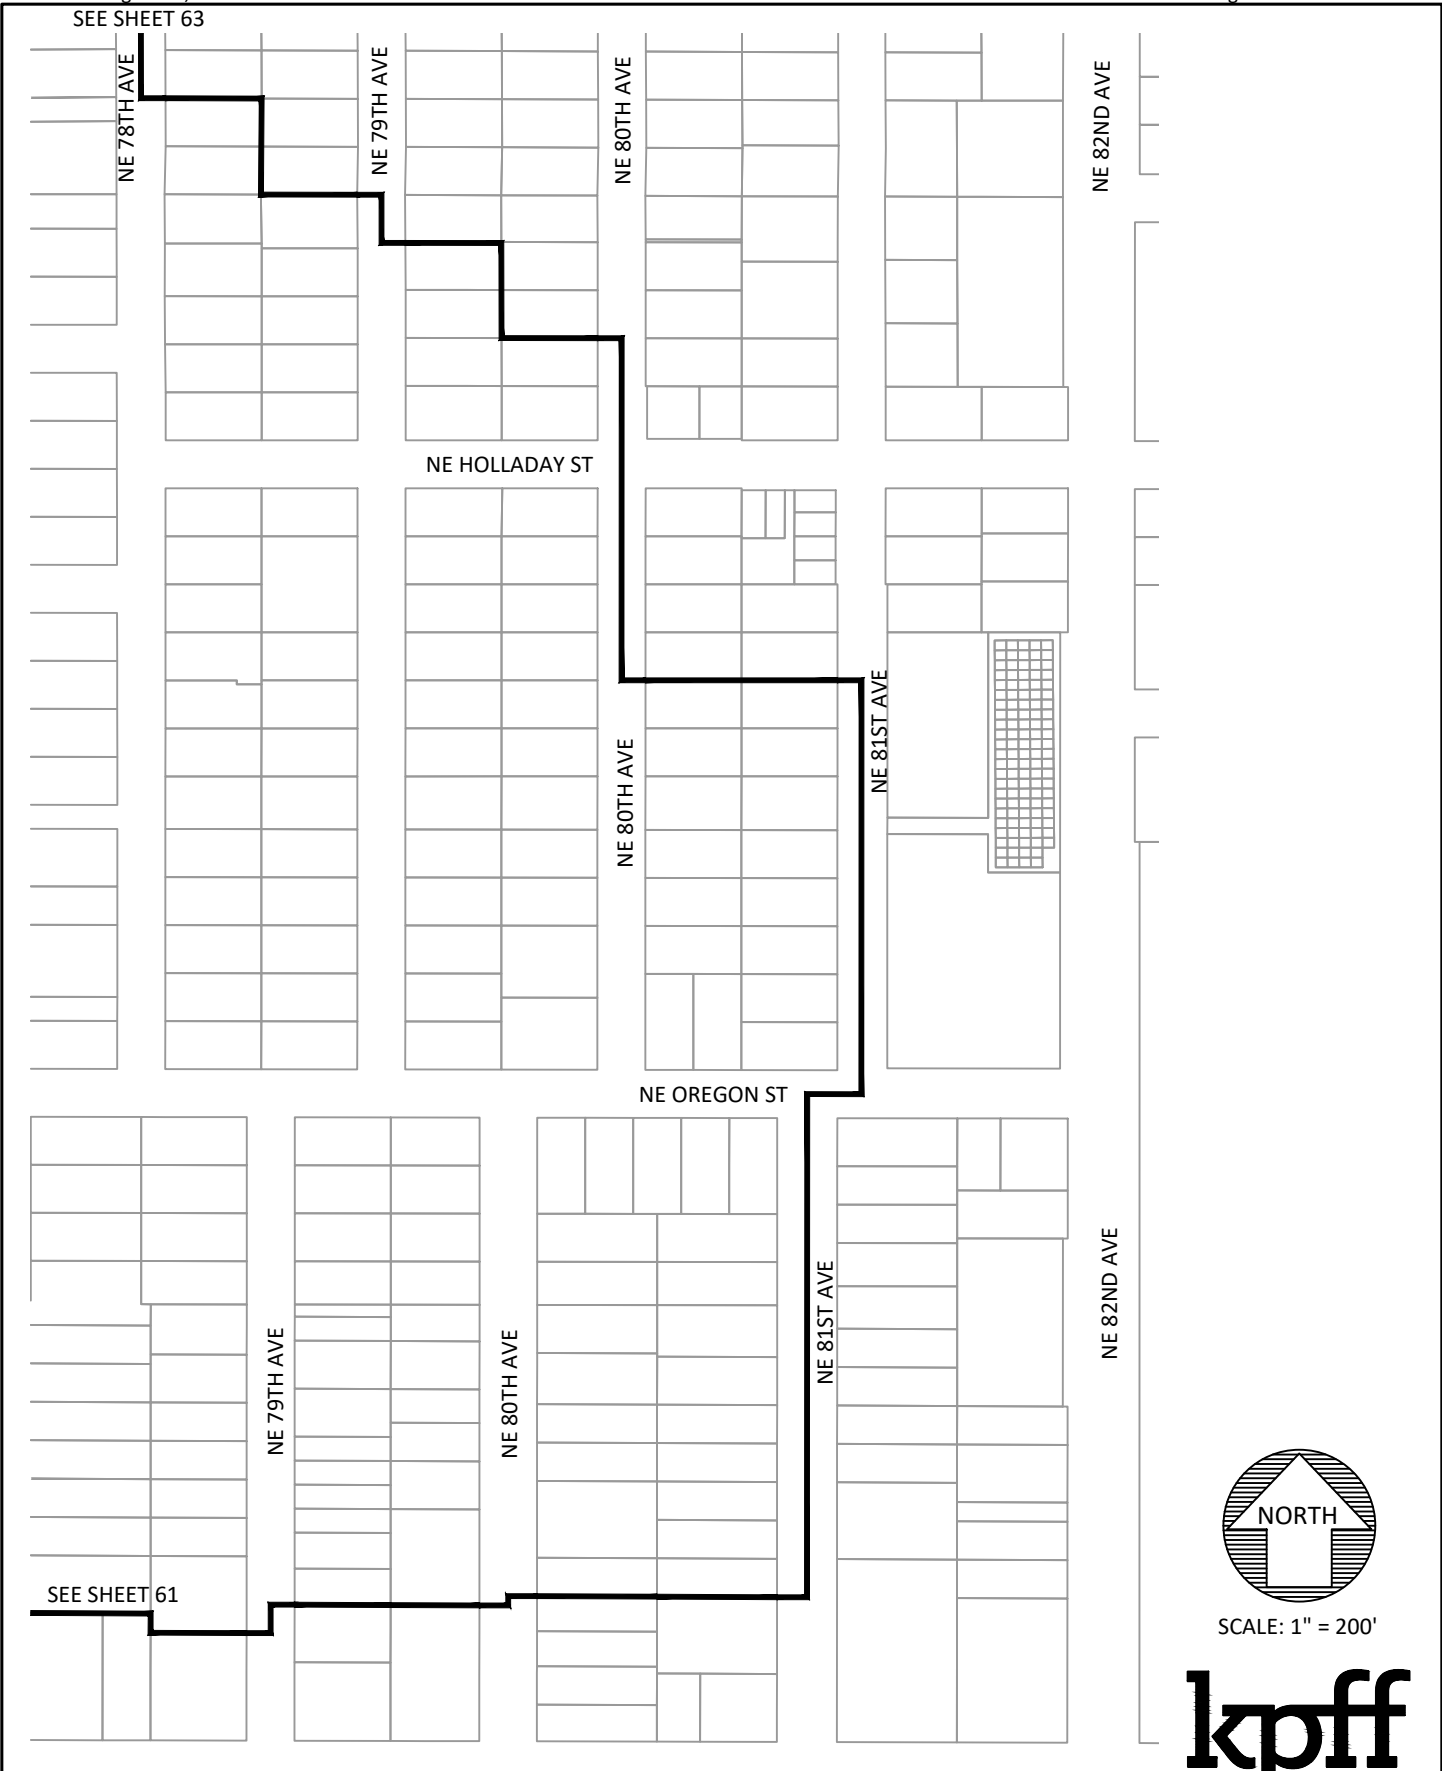 SEE SHEET 63
NE 78TH AVE
NE 79TH AVE
NE 80TH AVE
NE 82ND AVE
NE HOLLADAY ST
NE 81ST AVE
NE 80TH AVE
NE OREGON ST
NE 82ND AVE
NE 81ST AVE
NE 79TH AVE
NE 80TH AVE
NORTH
SEE SHEET 61
SCALE: 1" = 200'
kpff